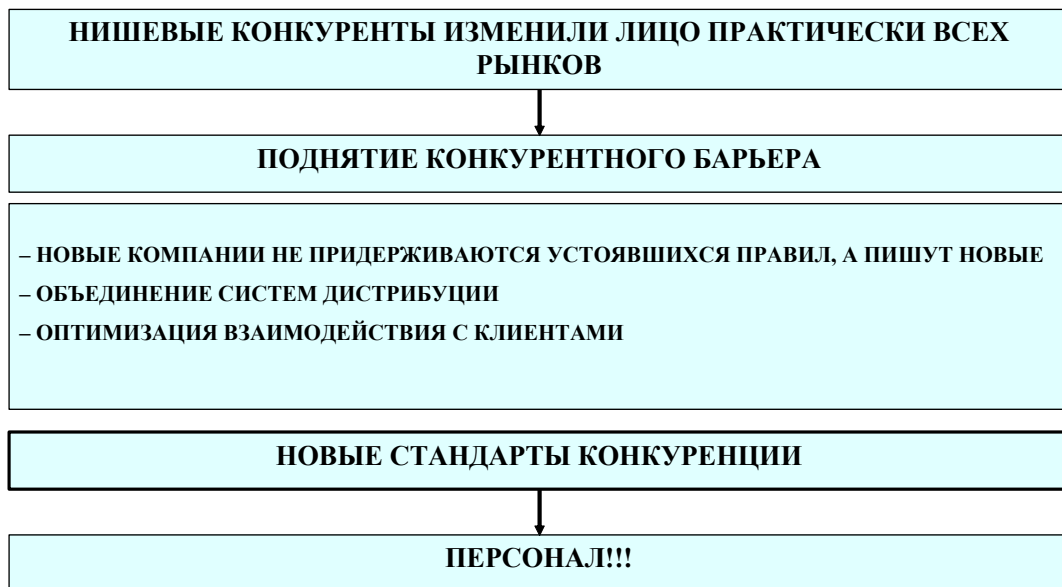 НИШЕВЫЕ КОНКУРЕНТЫ ИЗМЕНИЛИ ЛИЦО ПРАКТИЧЕСКИ ВСЕХ
РЫНКОВ
ПОДНЯТИЕ КОНКУРЕНТНОГО БАРЬЕРА
– НОВЫЕ КОМПАНИИ НЕ ПРИДЕРЖИВАЮТСЯ УСТОЯВШИХСЯ ПРАВИЛ, А ПИШУТ НОВЫЕ
– ОБЪЕДИНЕНИЕ СИСТЕМ ДИСТРИБУЦИИ
– ОПТИМИЗАЦИЯ ВЗАИМОДЕЙСТВИЯ С КЛИЕНТАМИ
НОВЫЕ СТАНДАРТЫ КОНКУРЕНЦИИ
ПЕРСОНАЛ!!!